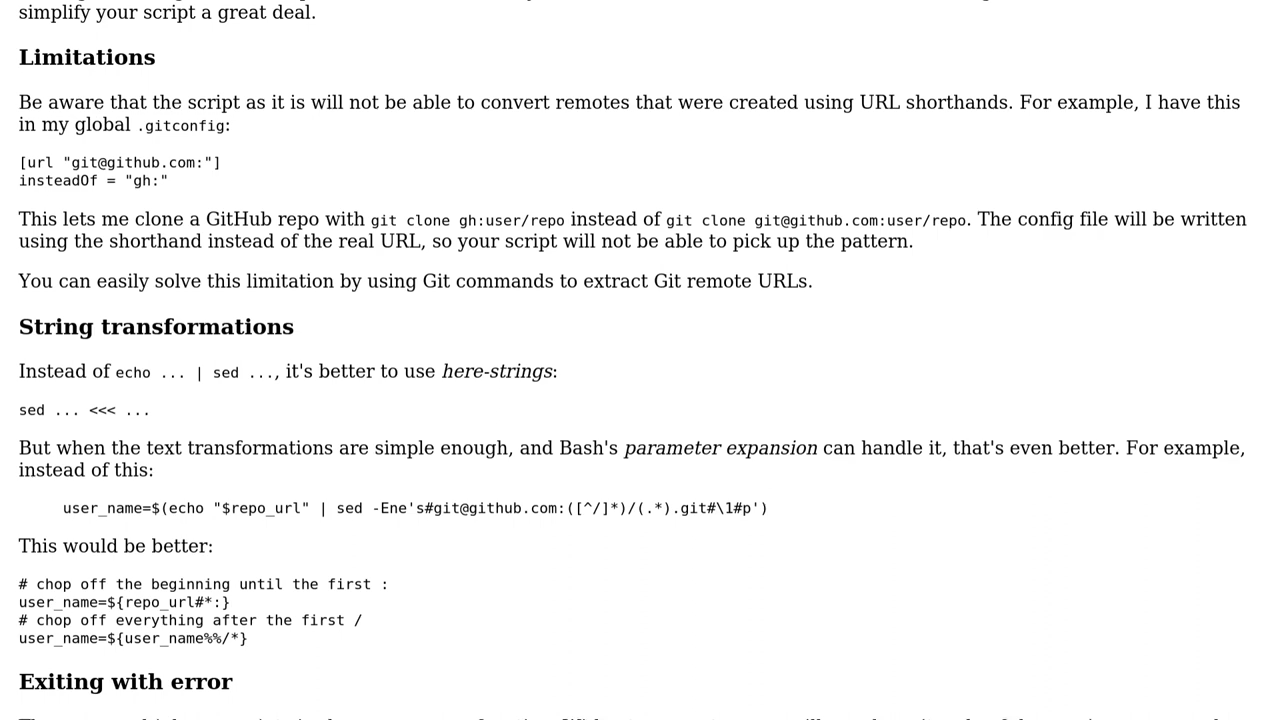 simplify your script a great deal.
Limitations
Be aware that the script as it is will not be able to convert remotes that were created using URL shorthands. For example, I have this
in my global .gitconfig:
[url "git@github.com:"]
insteadOf = "gh:"
This lets me clone a GitHub repo with git clone gh:user/repo instead of git clone git@github.com:user/repo. The config file will be written
using the shorthand instead of the real URL, so your script will not be able to pick up the pattern.
You can easily solve this limitation by using Git commands to extract Git remote URLs.
String transformations
Instead of echo ... | sed ..., it's better to use here-strings:
sed ... <<< ...
But when the text transformations are simple enough, and Bash's parameter expansion can handle it, that's even better. For example,
instead of this:
user_name=$(echo "$repo_url" | sed -Ene's#git@github.com:([^/]*)/(.*).git#\1#p')
This would be better:
# chop off the beginning until the first :
user_name=${repo_url#*:}
# chop off everything after the first /
user_name=${user_name%%/*}
Exiting with error